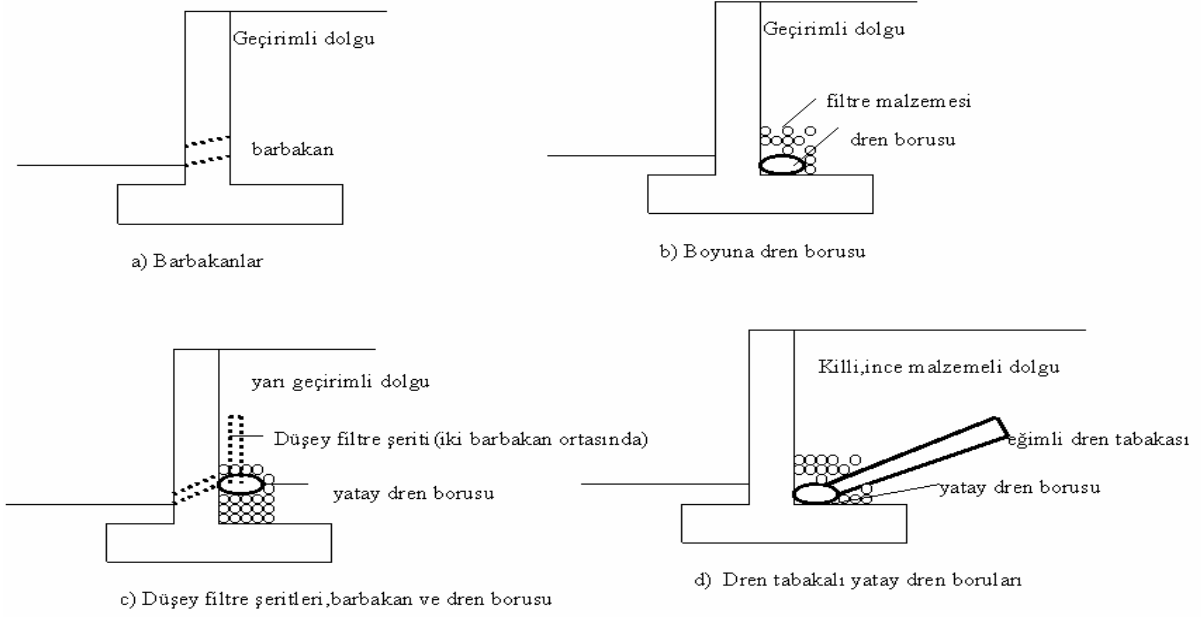 Geçirimli dolgu
barbakan
a) Barbakanlar
Geçirimli dolgu
filtre malzemesi
dren borusu
b) Boyuna dren borusu
yarı geçirimli dolgu
Düşey filtre şeriti(iki barbakan ortasında)
yatay dren borusu
c) Düşey filtre şeritleri,barbakan ve dren borusu
Killi,ince malzemeli dolgu
eğimli dren tabakası
yatay dren borusu
d) Dren tabakalı yatay dren boruları